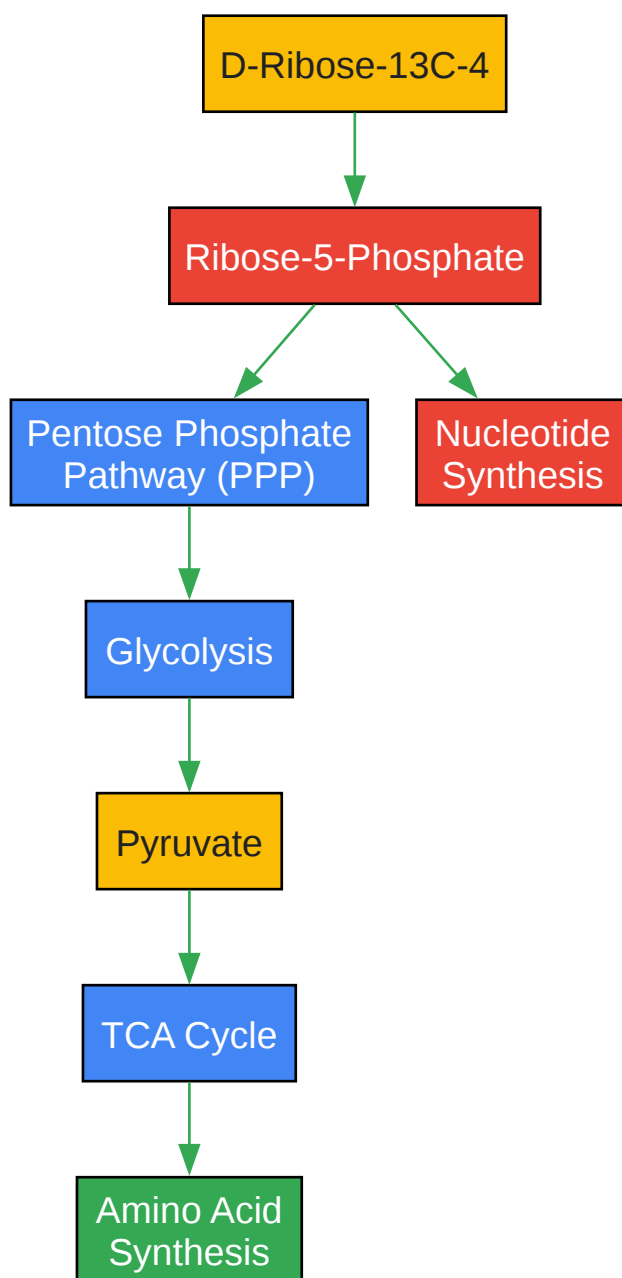 D-Ribose-13C-4
Ribose-5-Phosphate
Pentose Phosphate
Pathway (PPP)
Nucleotide
Synthesis
Glycolysis
Pyruvate
TCA Cycle
Amino Acid
Synthesis